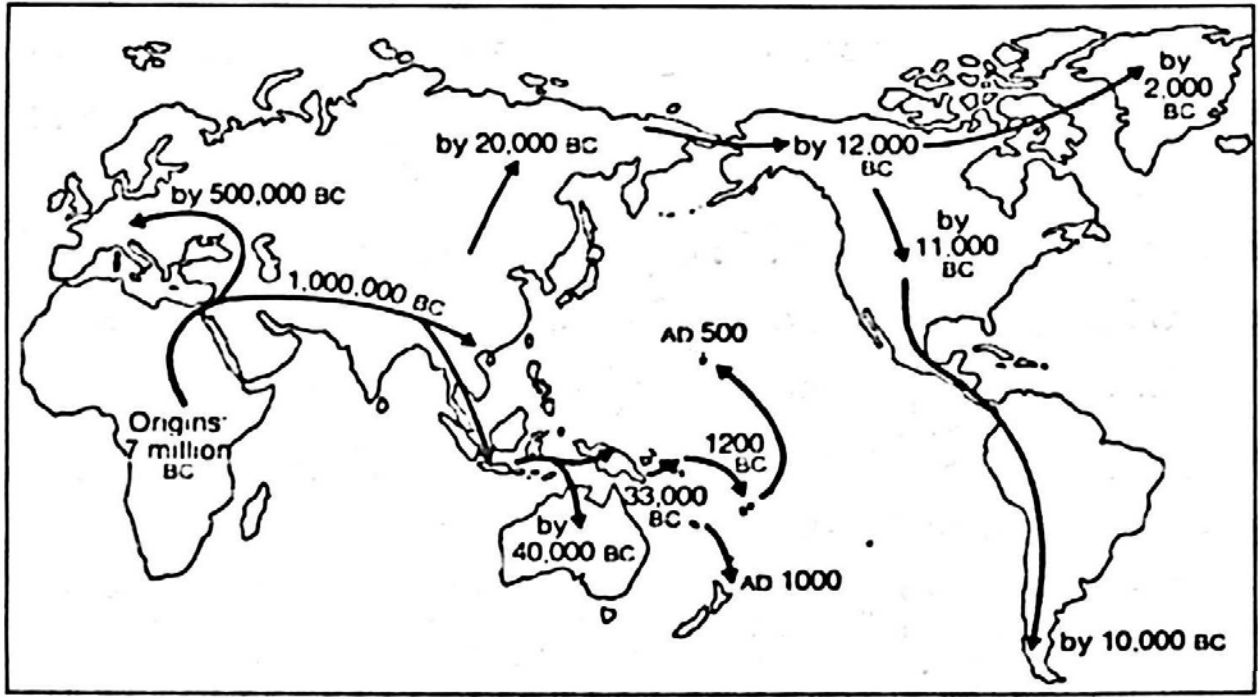 by
2,000
BC
by 20,000 BC
by 12,000
BC
by 500,000 BC
by
11,000
BC
1,000,000 BC
AD 500
Origins:
7 million
BC
1200
BC
33,000
BC
by
40,000 BC
AD 1000
by 10,000 BC